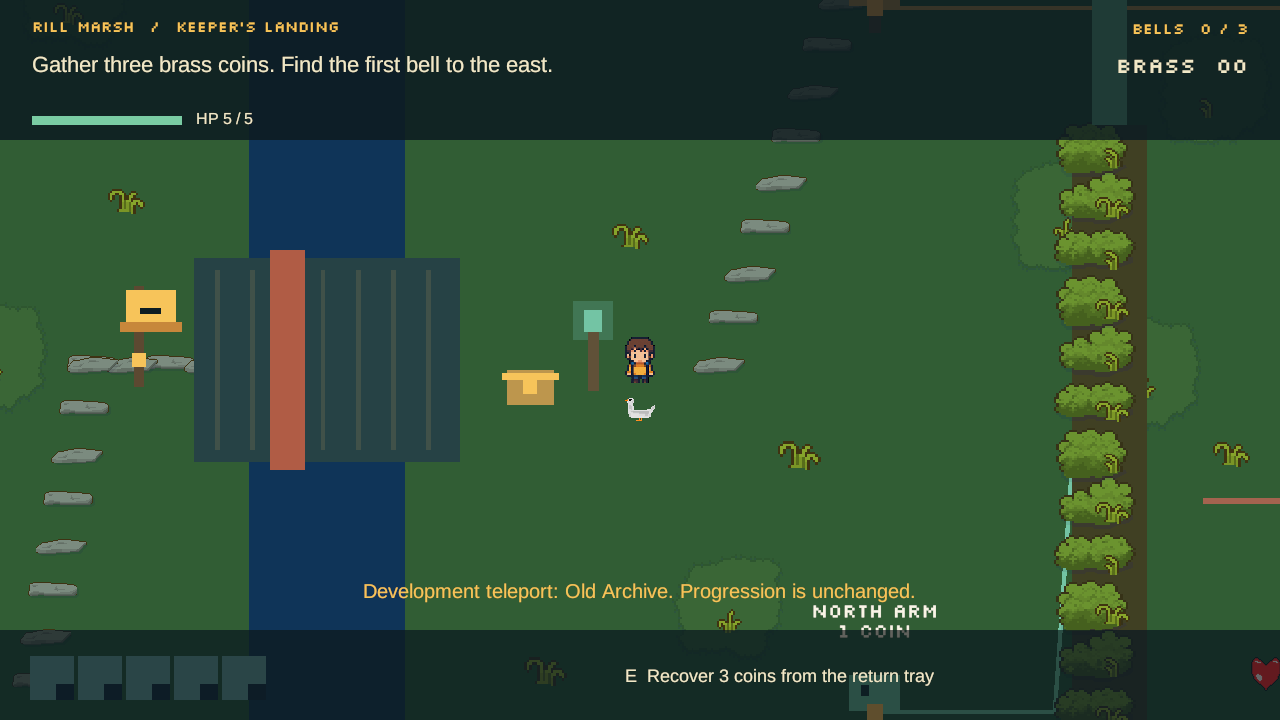 RILL MARSH / KEEPER'S LANDING
BELLS 0 / 3
Gather three brass coins. Find the first bell to the east.
BRASS 00
HP 5 / 5
Development teleport: Old Archive. Progression is unchanged.
NORTH ARM
1 COIN
E Recover 3 coins from the return tray